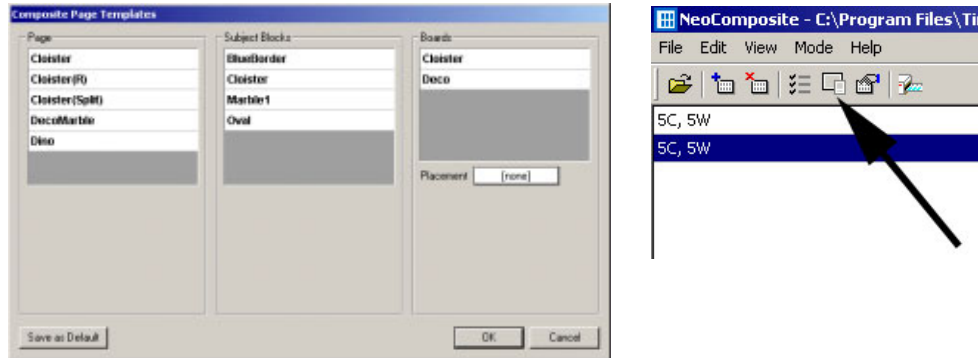 Composite Page Templates
Page
Cloister
Cloister(R)
Cloister(Split)
DecoMarble
Dino
Subject Blocks
BlueBorder
Cloister
Marble1
Oval
Boards
Cloister
Deco
Placement [none]
Save as Default
OK Cancel
NeoComposite - C:\Program Files\Ti
File Edit View Mode Help
5C, 5W
5C, 5W